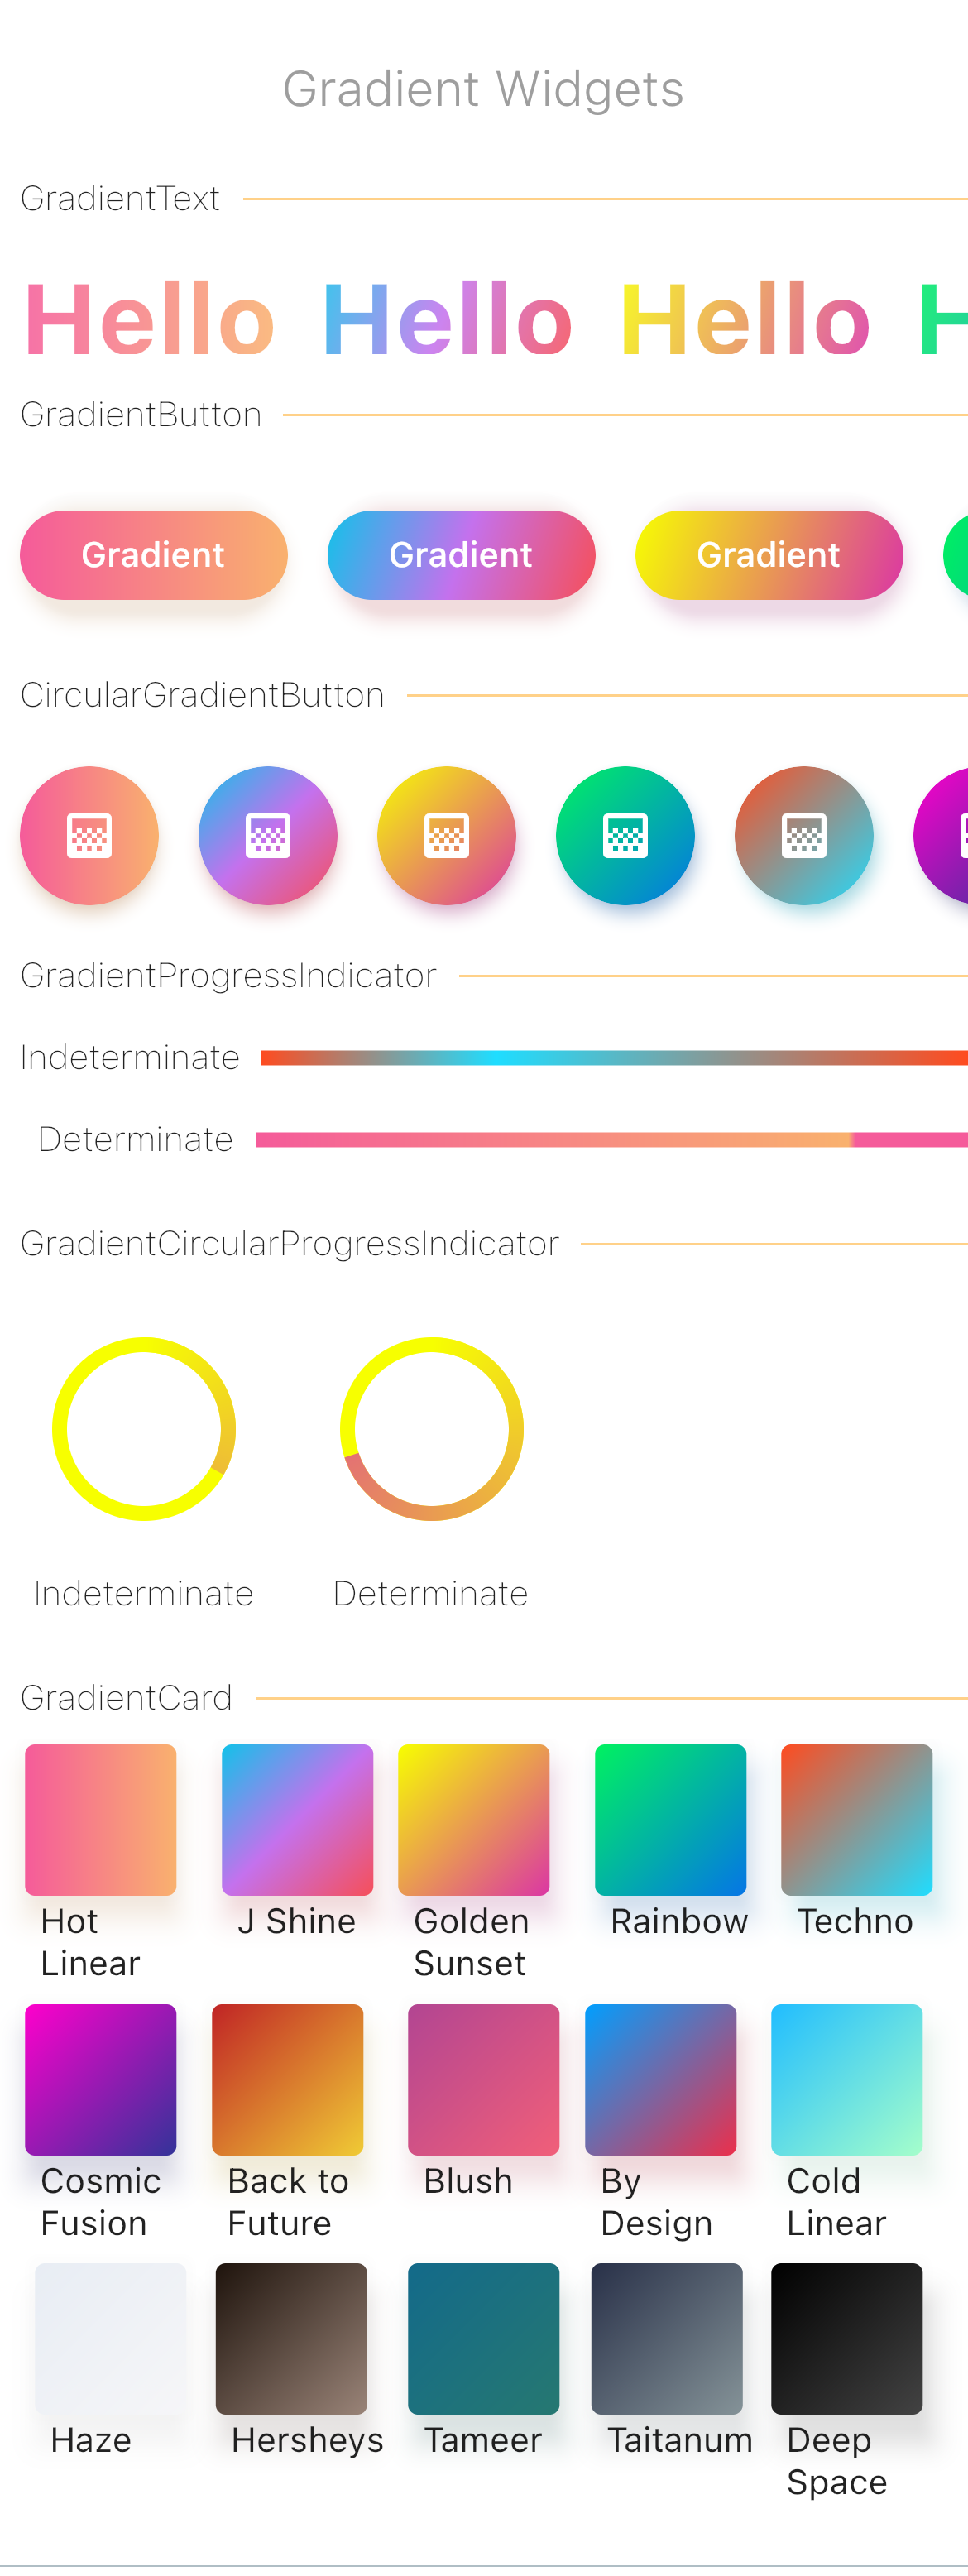 Gradient Widgets
GradientText
Hello Hello Hello H
GradientButton
Gradient Gradient Gradient
CircularGradientButton
GradientProgressIndicator
Indeterminate
Determinate
GradientCircularProgressIndicator
Indeterminate Determinate
GradientCard
Hot J Shine Golden Rainbow Techno
Linear Sunset
Cosmic Back to Blush By Cold
Fusion Future Design Linear
Haze Hersheys Tameer Taitanum Deep
Space